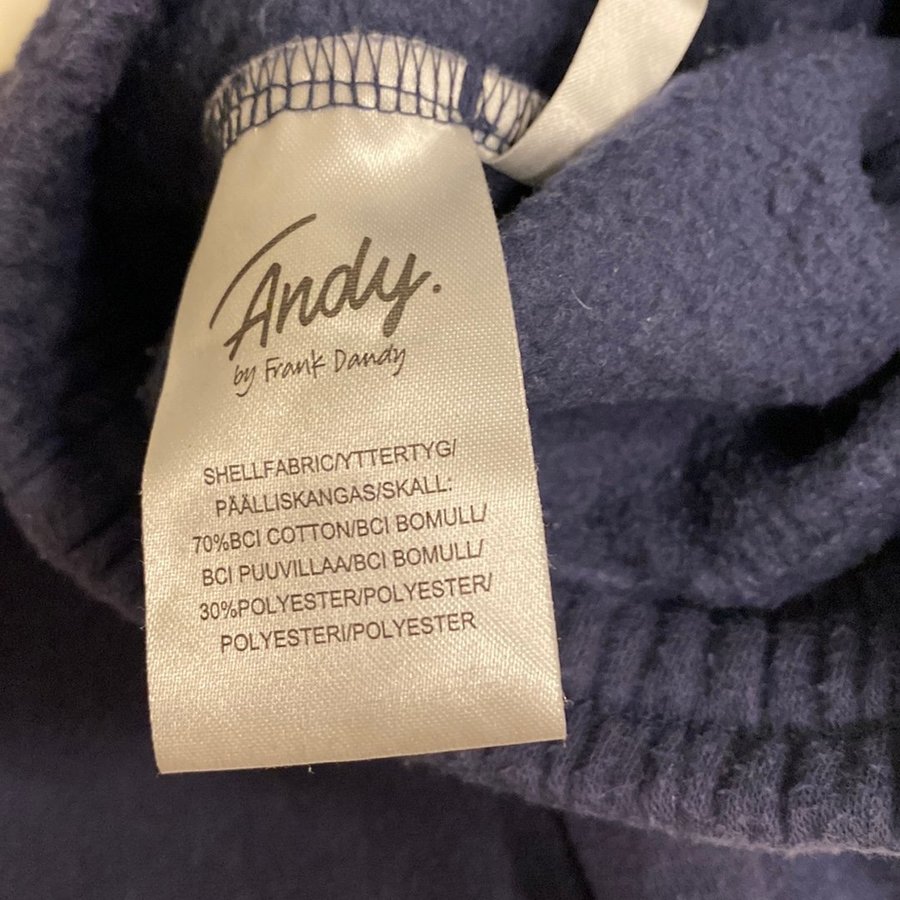 Andy.
by Frank Dandy
SHELLFABRIC/YTTERTYG/
PÄÄLLISKANGAS/SKALL:
70%BCI COTTON/BCI BOMULL/
BCI PUUVILLAA/BCI BOMULL/
30%POLYESTER/POLYESTER/
POLYESTERI/POLYESTER